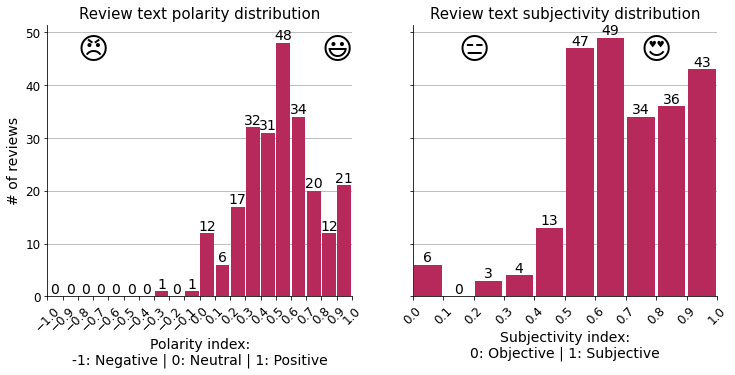 Review text polarity distribution
# of reviews
50
40
30
20
10
0
0 0 0 0 0 0 0 1 0 1 12 6 17 32 31 48 34 20 12 21
−1.0 −0.9 −0.8 −0.7 −0.6 −0.5 −0.4 −0.3 −0.2 −0.1 0.0 0.1 0.2 0.3 0.4 0.5 0.6 0.7 0.8 0.9 1.0
Polarity index:
-1: Negative | 0: Neutral | 1: Positive
Review text subjectivity distribution
6 0 3 4 13 47 49 34 36 43
0.0 0.1 0.2 0.3 0.4 0.5 0.6 0.7 0.8 0.9 1.0
Subjectivity index:
0: Objective | 1: Subjective